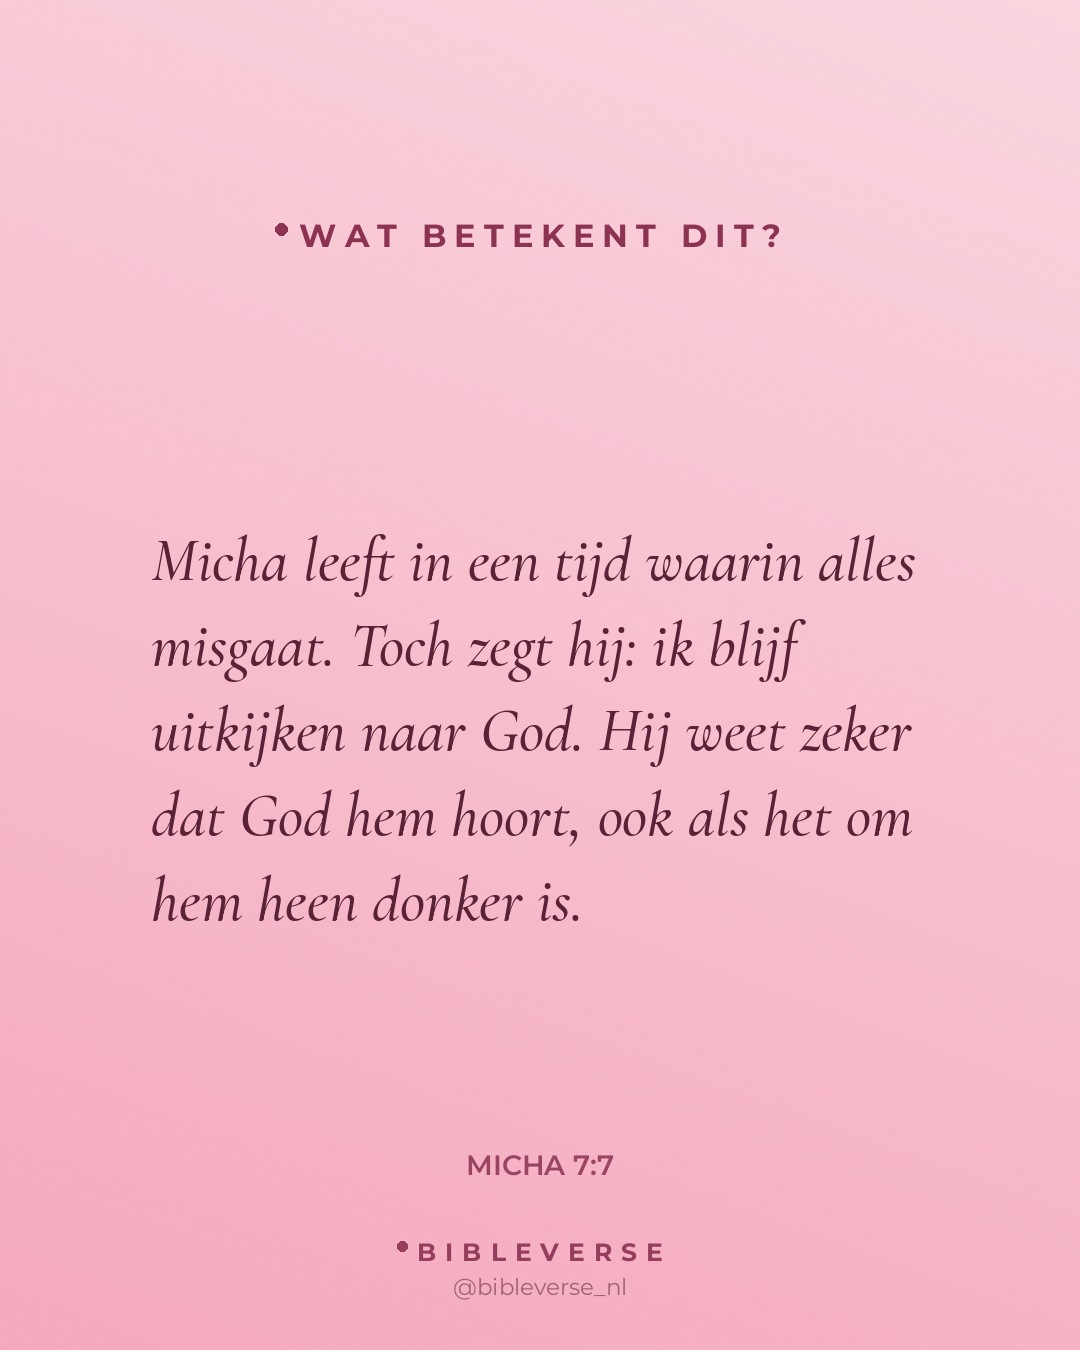 WAT BETEKENT DIT?
Micha leeft in een tijd waarin alles
misgaat. Toch zegt hij: ik blijf
uitkijken naar God. Hij weet zeker
dat God hem hoort, ook als het om
hem heen donker is.
MICHA 7:7
BIBLEVERSE
@bibleverse_nl